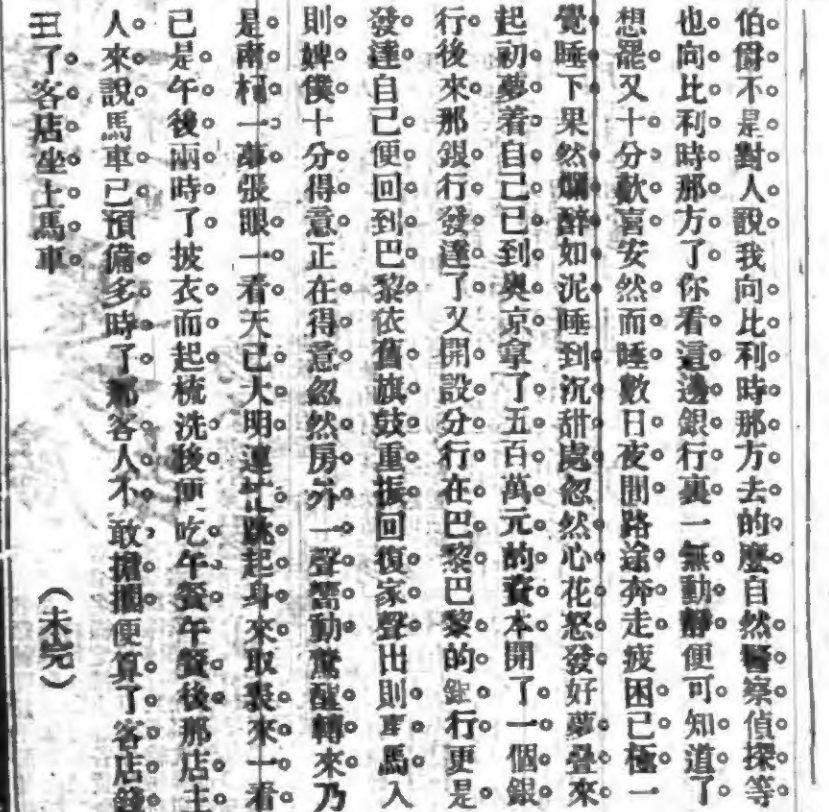 伯爵不是對人說我向比利時那方去的麼自然警察偵探等
也向比利時那方了你看這邊銀行裏一無動靜便可知道了
想罷又十分歡喜安然而睡數日夜間路途奔走疲困已極一
覺睡下果然爛醉如泥睡到沉甜處忽然心花怒發好夢疊來
起初夢着自己已到奧京拿了五百萬元的資本開了一個銀
行後來那銀行發達了又開設分行在巴黎巴黎的銀行更是
發達自己便回到巴黎依舊旗鼓重振回復家聲出則車馬入
則婢僕十分得意正在得意忽然房外一聲響動驚醒轉來乃
是南柯一夢張眼一看天已大明連忙跳起身來取表來一看
已是午後兩時了披衣而起梳洗後便吃午餐午餐後那店主
人來說馬車已預備多時了那客人不敢擔擱便算了客店錢
出了客店坐上馬車 (未完)